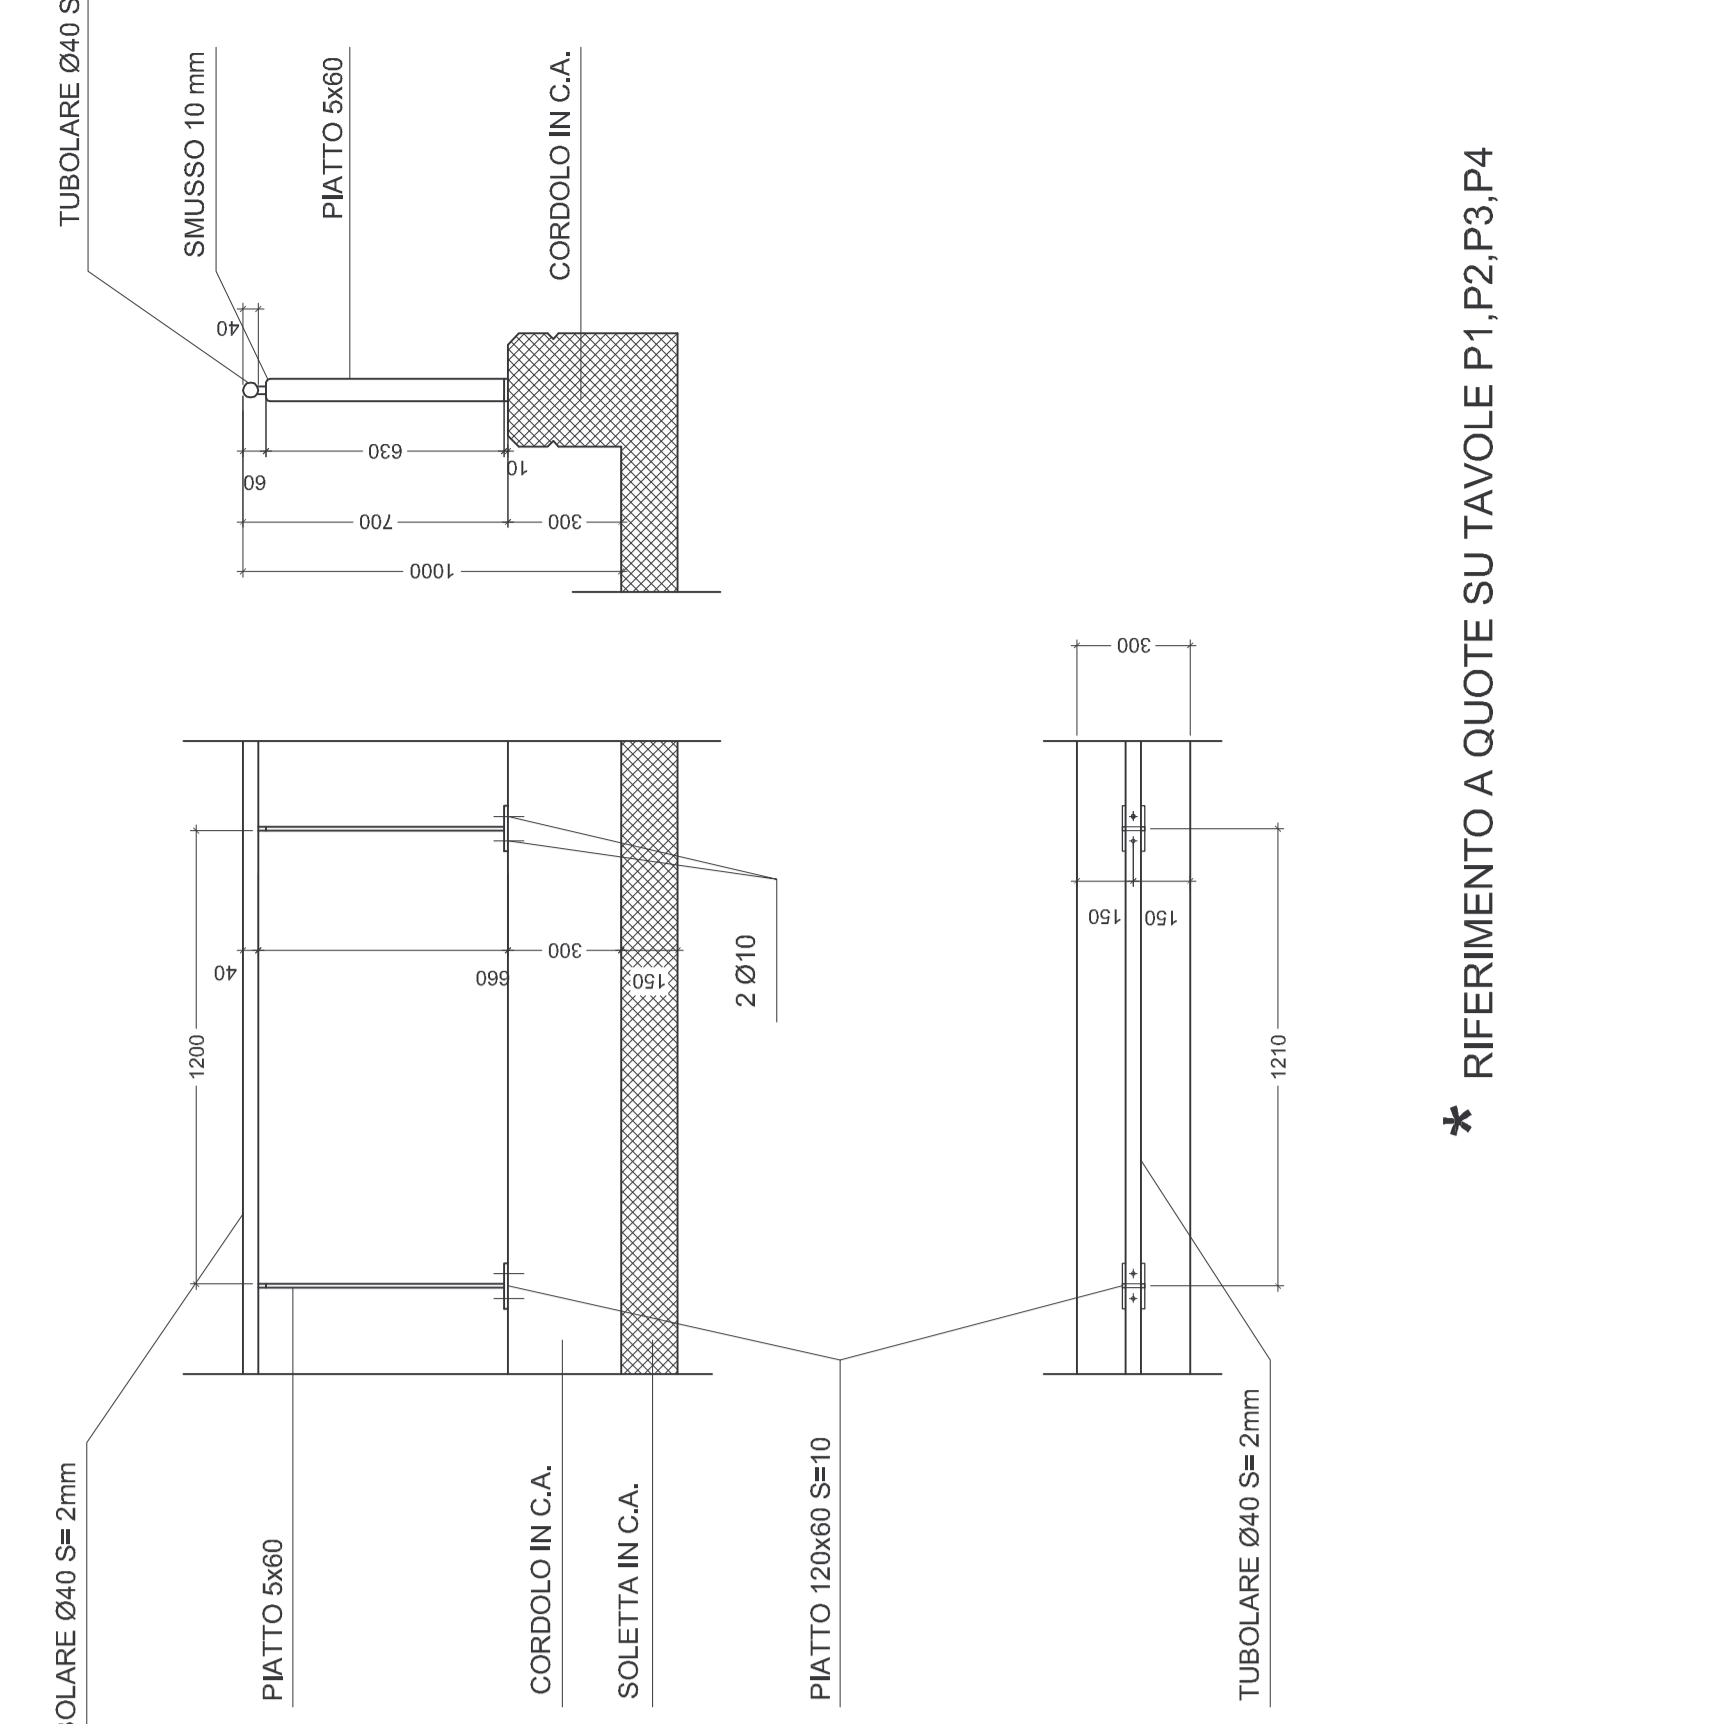 TUBOLARE Ø40 S
SMUSSO 10 mm
PIATTO 5x60
CORDOLO IN C.A.
40
630
10
60
700
300
1000
300
1200
40
660
300
150
2 Ø10
150
150
1210
OLARE Ø40 S= 2mm
PIATTO 5x60
CORDOLO IN C.A.
SOLETTA IN C.A.
PIATTO 120x60 S=10
TUBOLARE Ø40 S= 2mm
* RIFERIMENTO A QUOTE SU TAVOLE P1,P2,P3,P4